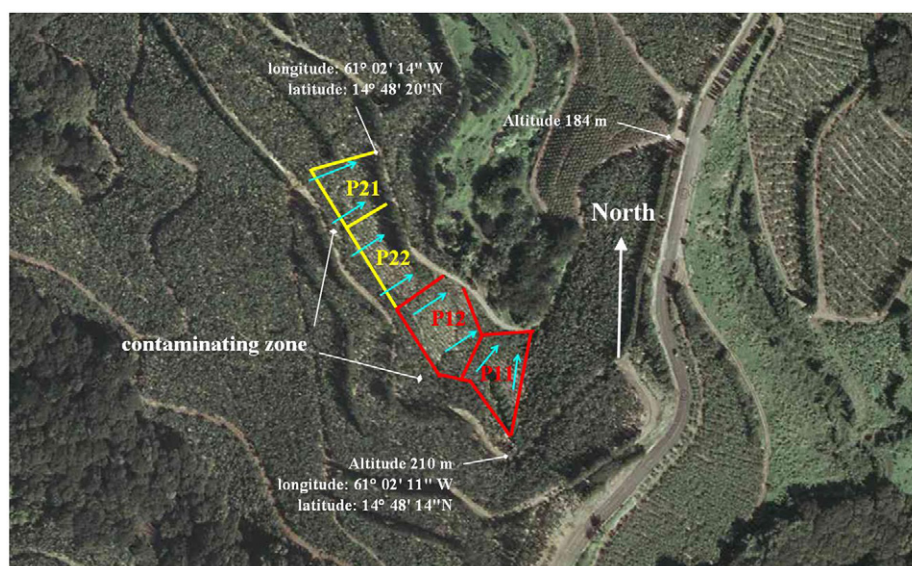 longitude: 61° 02' 14" W
latitude: 14° 48' 20"N
Altitude 184 m
P21
North
P22
P12
contaminating zone
P11
Altitude 210 m
longitude: 61° 02' 11" W
latitude: 14° 48' 14"N